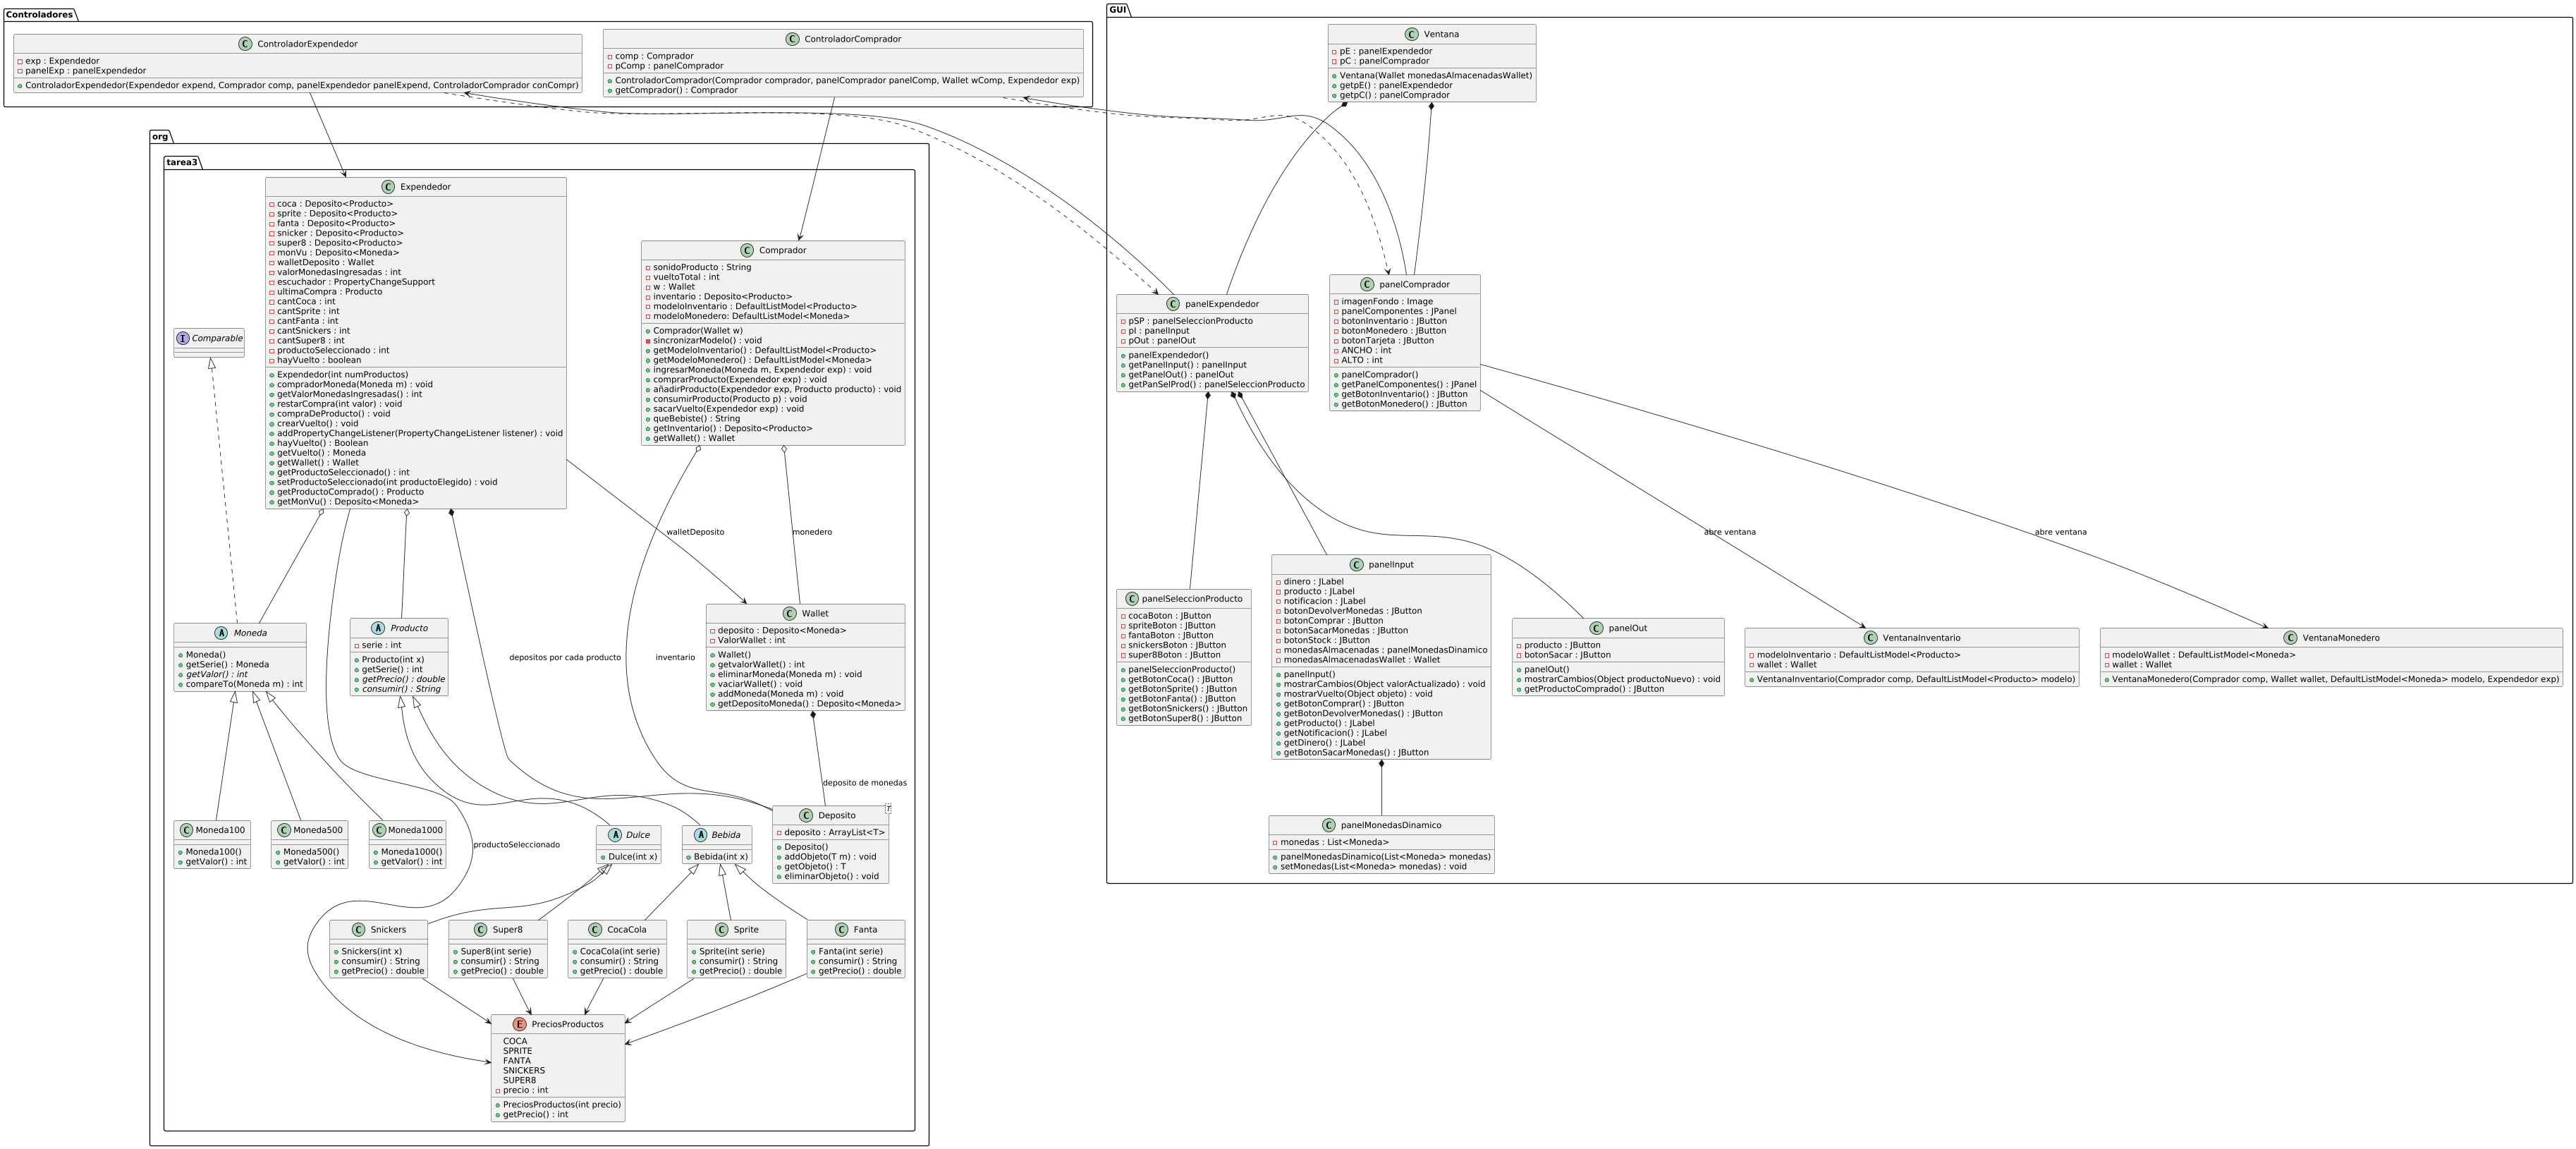 Controladores
ControladorExpendedor
exp : Expendedor
panelExp : panelExpendedor
ControladorExpendedor(Expendedor expend, Comprador comp, panelExpendedor panelExpend, ControladorComprador conCompr)
ControladorComprador
comp : Comprador
pComp : panelComprador
ControladorComprador(Comprador comprador, panelComprador panelComp, Wallet wComp, Expendedor exp)
getComprador() : Comprador
GUI
Ventana
pE : panelExpendedor
pC : panelComprador
Ventana(Wallet monedasAlmacenadasWallet)
getpE() : panelExpendedor
getpC() : panelComprador
org
tarea3
Expendedor
coca : Deposito<Producto>
sprite : Deposito<Producto>
fanta : Deposito<Producto>
snicker : Deposito<Producto>
super8 : Deposito<Producto>
monVu : Deposito<Moneda>
walletDeposito : Wallet
valorMonedasIngresadas : int
escuchador : PropertyChangeSupport
ultimaCompra : Producto
cantCoca : int
cantSprite : int
cantFanta : int
cantSnickers : int
cantSuper8 : int
productoSeleccionado : int
hayVuelto : boolean
Expendedor(int numProductos)
compradorMoneda(Moneda m) : void
getValorMonedasIngresadas() : int
restarCompra(int valor) : void
compraDeProducto() : void
crearVuelto() : void
addPropertyChangeListener(PropertyChangeListener listener) : void
hayVuelto() : Boolean
getVuelto() : Moneda
getWallet() : Wallet
getProductoSeleccionado() : int
setProductoSeleccionado(int productoElegido) : void
getProductoComprado() : Producto
getMonVu() : Deposito<Moneda>
Comprador
sonidoProducto : String
vueltoTotal : int
w : Wallet
inventario : Deposito<Producto>
modeloInventario : DefaultListModel<Producto>
modeloMonedero: DefaultListModel<Moneda>
Comprador(Wallet w)
sincronizarModelo() : void
getModeloInventario() : DefaultListModel<Producto>
getModeloMonedero() : DefaultListModel<Moneda>
ingresarMoneda(Moneda m, Expendedor exp) : void
comprarProducto(Expendedor exp) : void
añadirProducto(Expendedor exp, Producto producto) : void
consumirProducto(Producto p) : void
sacarVuelto(Expendedor exp) : void
queBebiste() : String
getInventario() : Deposito<Producto>
getWallet() : Wallet
Comparable
panelExpendedor
pSP : panelSeleccionProducto
pI : panelInput
pOut : panelOut
panelExpendedor()
getPanelInput() : panelInput
getPanelOut() : panelOut
getPanSelProd() : panelSeleccionProducto
panelComprador
imagenFondo : Image
panelComponentes : JPanel
botonInventario : JButton
botonMonedero : JButton
botonTarjeta : JButton
ANCHO : int
ALTO : int
panelComprador()
getPanelComponentes() : JPanel
getBotonInventario() : JButton
getBotonMonedero() : JButton
walletDeposito
monedero
abre ventana
abre ventana
Moneda
Moneda()
getSerie() : Moneda
getValor() : int
compareTo(Moneda m) : int
Producto
serie : int
Producto(int x)
getSerie() : int
getPrecio() : double
consumir() : String
depositos por cada producto
inventario
Wallet
deposito : Deposito<Moneda>
ValorWallet : int
Wallet()
getvalorWallet() : int
eliminarMoneda(Moneda m) : void
vaciarWallet() : void
addMoneda(Moneda m) : void
getDepositoMoneda() : Deposito<Moneda>
panelSeleccionProducto
cocaBoton : JButton
spriteBoton : JButton
fantaBoton : JButton
snickersBoton : JButton
super8Boton : JButton
panelSeleccionProducto()
getBotonCoca() : JButton
getBotonSprite() : JButton
getBotonFanta() : JButton
getBotonSnickers() : JButton
getBotonSuper8() : JButton
panelInput
dinero : JLabel
producto : JLabel
notificacion : JLabel
botonDevolverMonedas : JButton
botonComprar : JButton
botonSacarMonedas : JButton
botonStock : JButton
monedasAlmacenadas : panelMonedasDinamico
monedasAlmacenadasWallet : Wallet
panelInput()
mostrarCambios(Object valorActualizado) : void
mostrarVuelto(Object objeto) : void
getBotonComprar() : JButton
getBotonDevolverMonedas() : JButton
getProducto() : JLabel
getNotificacion() : JLabel
getDinero() : JLabel
getBotonSacarMonedas() : JButton
panelOut
producto : JButton
botonSacar : JButton
panelOut()
mostrarCambios(Object productoNuevo) : void
getProductoComprado() : JButton
VentanaInventario
modeloInventario : DefaultListModel<Producto>
wallet : Wallet
VentanaInventario(Comprador comp, DefaultListModel<Producto> modelo)
VentanaMonedero
modeloWallet : DefaultListModel<Moneda>
wallet : Wallet
VentanaMonedero(Comprador comp, Wallet wallet, DefaultListModel<Moneda> modelo, Expendedor exp)
deposito de monedas
Moneda100
Moneda100()
getValor() : int
Moneda500
Moneda500()
getValor() : int
Moneda1000
Moneda1000()
getValor() : int
productoSeleccionado
Dulce
Dulce(int x)
Bebida
Bebida(int x)
Deposito
T
deposito : ArrayList<T>
Deposito()
addObjeto(T m) : void
getObjeto() : T
eliminarObjeto() : void
panelMonedasDinamico
monedas : List<Moneda>
panelMonedasDinamico(List<Moneda> monedas)
setMonedas(List<Moneda> monedas) : void
Snickers
Snickers(int x)
consumir() : String
getPrecio() : double
Super8
Super8(int serie)
consumir() : String
getPrecio() : double
CocaCola
CocaCola(int serie)
consumir() : String
getPrecio() : double
Sprite
Sprite(int serie)
consumir() : String
getPrecio() : double
Fanta
Fanta(int serie)
consumir() : String
getPrecio() : double
PreciosProductos
COCA
SPRITE
FANTA
SNICKERS
SUPER8
precio : int
PreciosProductos(int precio)
getPrecio() : int